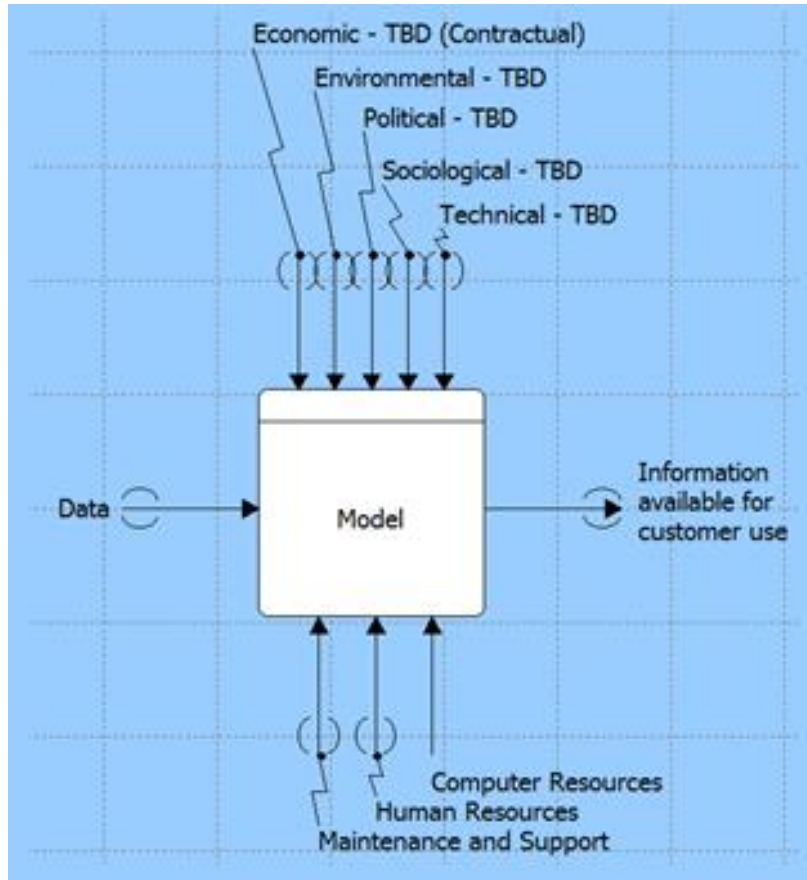 Economic - TBD (Contractual)
Environmental - TBD
Political - TBD
Sociological - TBD
Technical - TBD
Data
Model
Information
available for
customer use
Computer Resources
Human Resources
Maintenance and Support